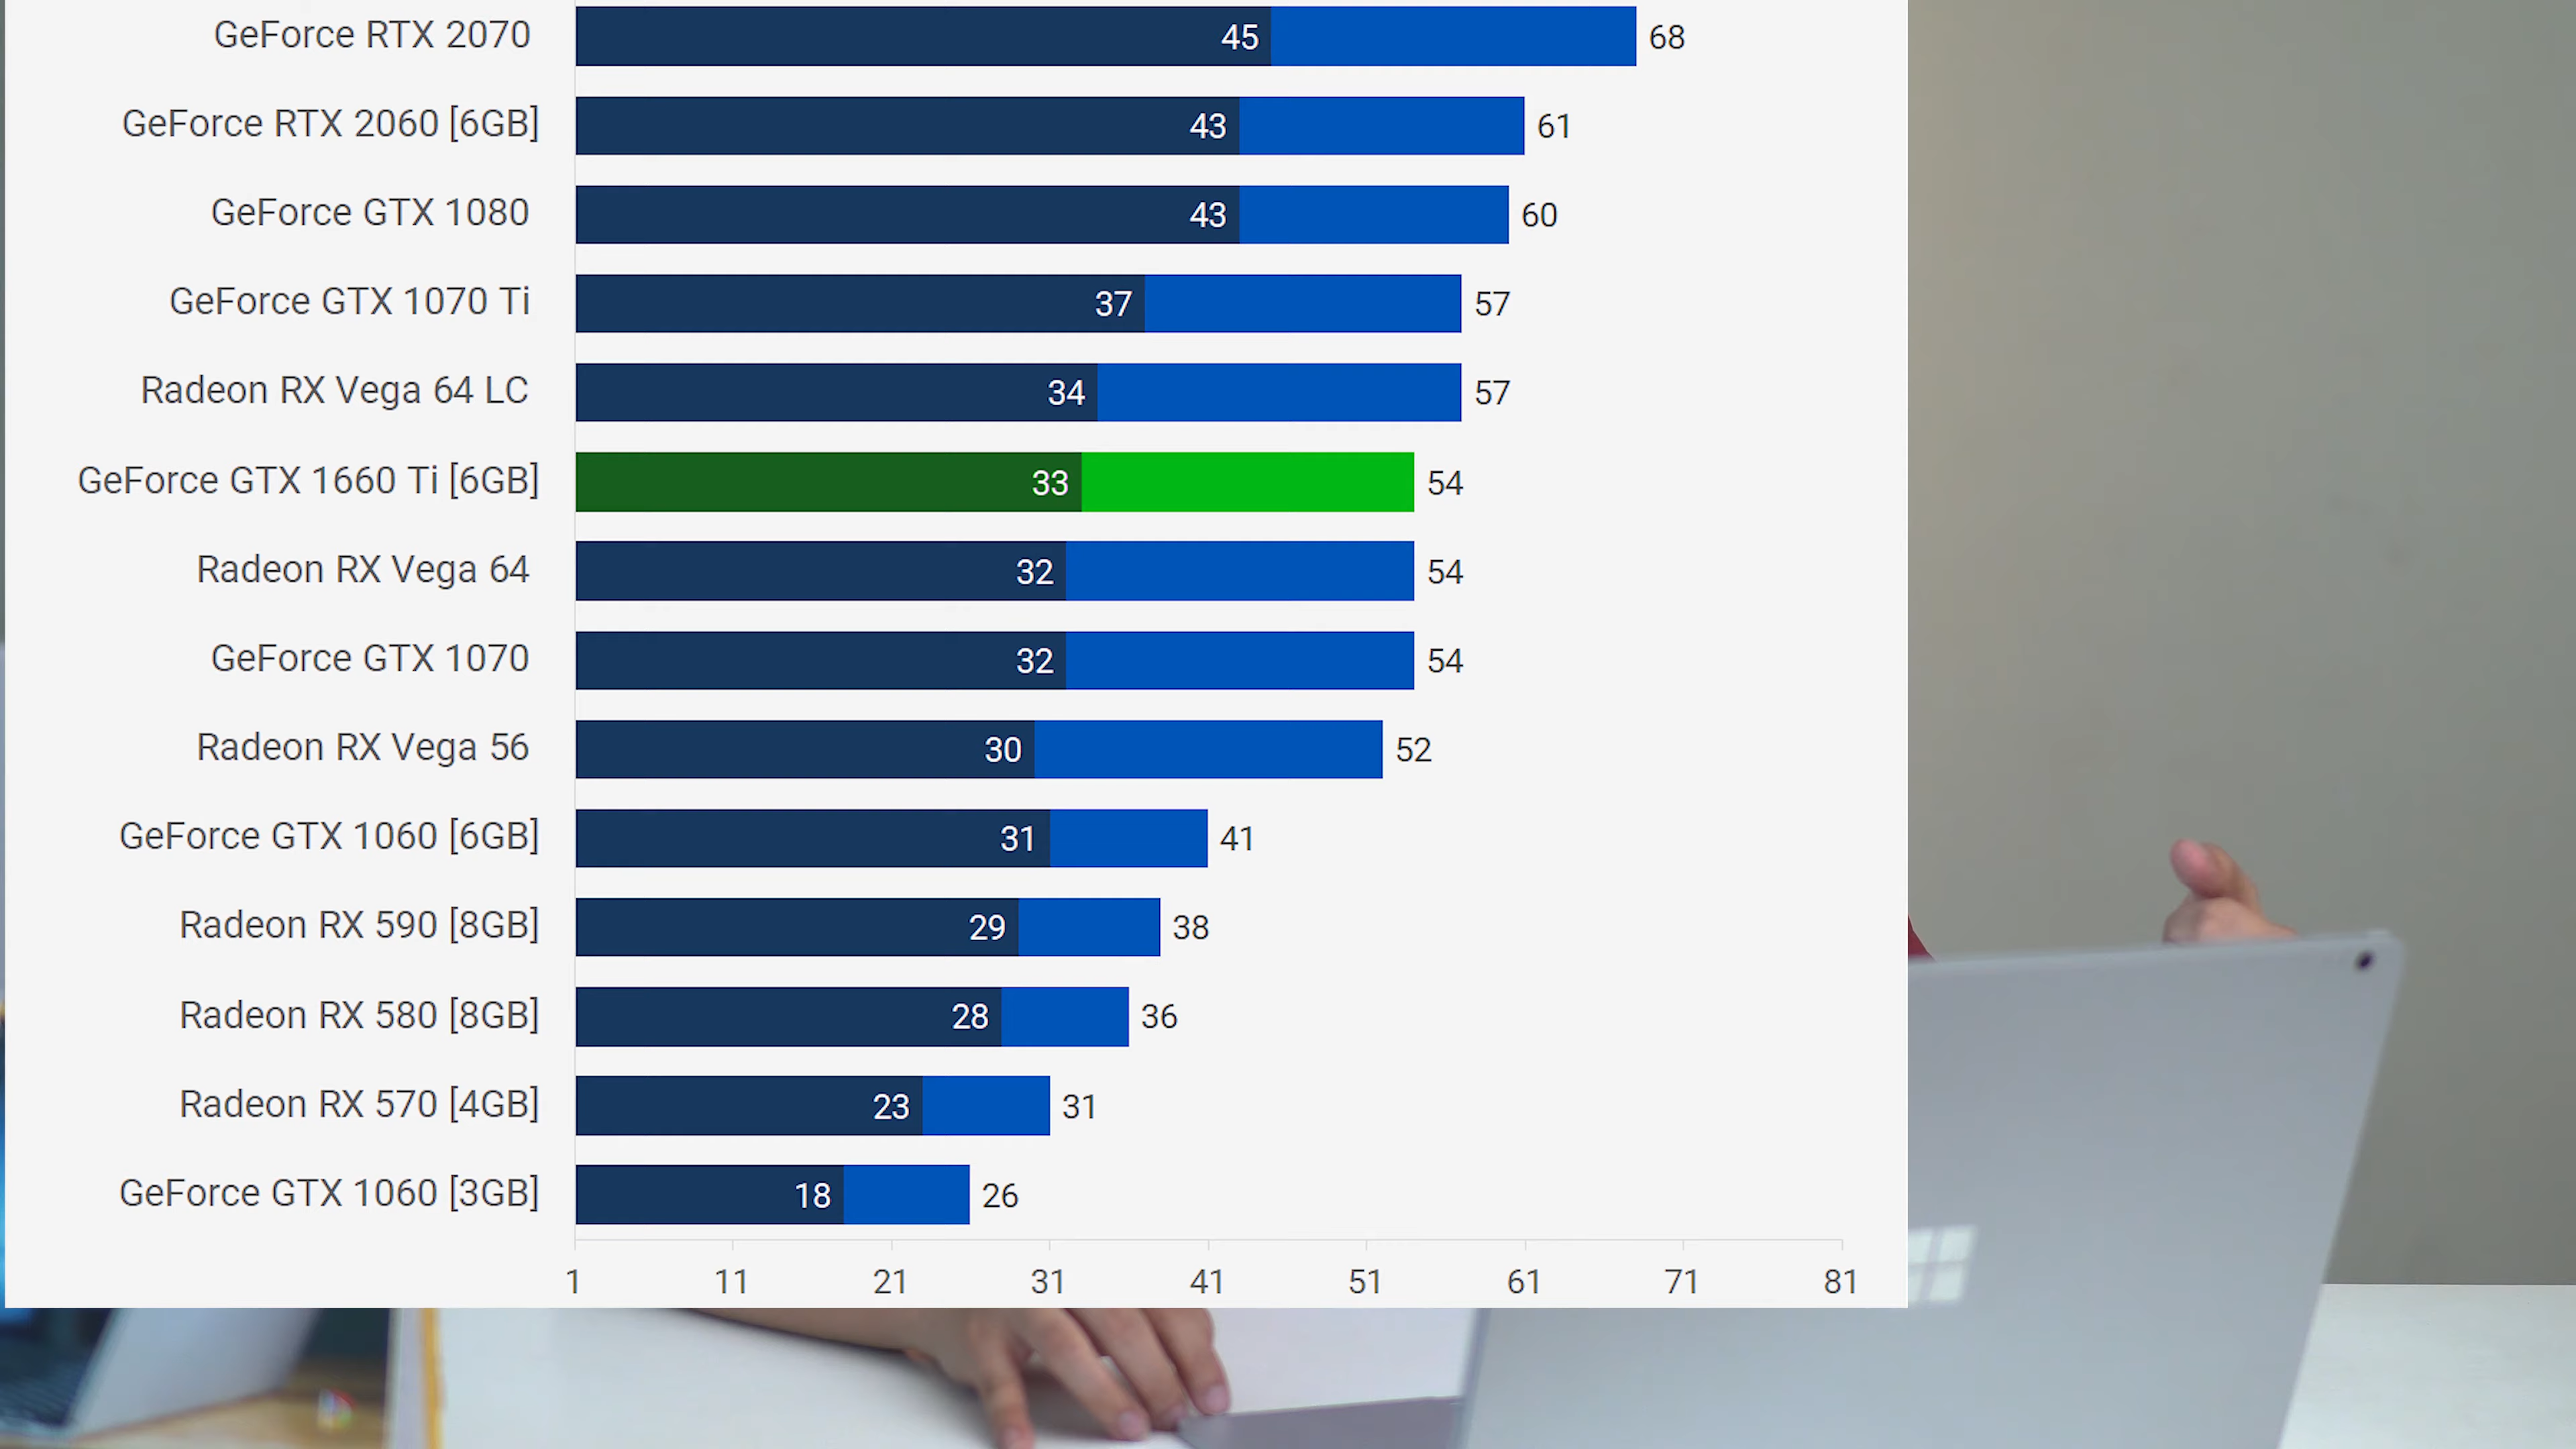 GeForce RTX 2070 45 68
GeForce RTX 2060 [6GB] 43 61
GeForce GTX 1080 43 60
GeForce GTX 1070 Ti 37 57
Radeon RX Vega 64 LC 34 57
GeForce GTX 1660 Ti [6GB] 33 54
Radeon RX Vega 64 32 54
GeForce GTX 1070 32 54
Radeon RX Vega 56 30 52
GeForce GTX 1060 [6GB] 31 41
Radeon RX 590 [8GB] 29 38
Radeon RX 580 [8GB] 28 36
Radeon RX 570 [4GB] 23 31
GeForce GTX 1060 [3GB] 18 26
1 11 21 31 41 51 61 71 81